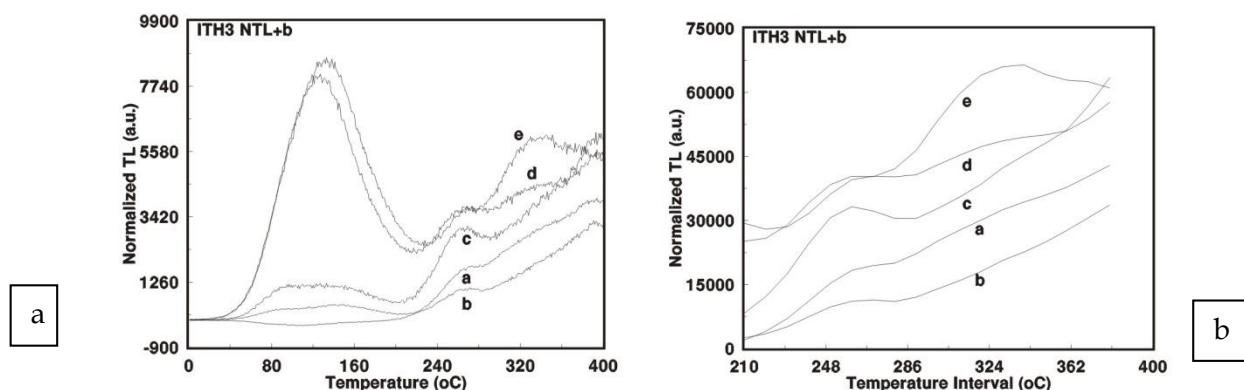 a
9900
7740
5580
3420
1260
-900
Normalized TL (a.u.)
ITH3 NTL+b
e
d
c
a
b
0 80 160 240 320 400
Temperature (oC)
75000
60000
45000
30000
15000
0
Normalized TL (a.u.)
ITH3 NTL+b
e
d
c
a
b
210 248 286 324 362 400
Temperature Interval (oC)
b